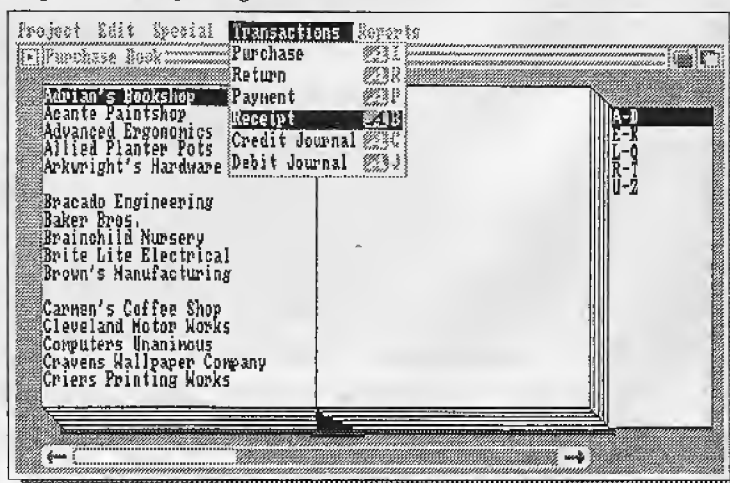 Project Edit Special Transactions Reports
Purchase Book
Purchase
Return R
Payment P
Receipt
Credit Journal
Debit Journal J
Adrian's Bookshop
Acante Paintshop
Advanced Ergonomics
Allied Planter Pots
Arkwright's Hardware
Bracado Engineering
Baker Bros.
Brainchild Nursery
Brite Lite Electrical
Brown's Manufacturing
Carmen's Coffee Shop
Cleveland Motor Works
Computers Unanimous
Cravens Wallpaper Company
Criers Printing Works
A-D
E-K
L-Q
R-T
U-Z